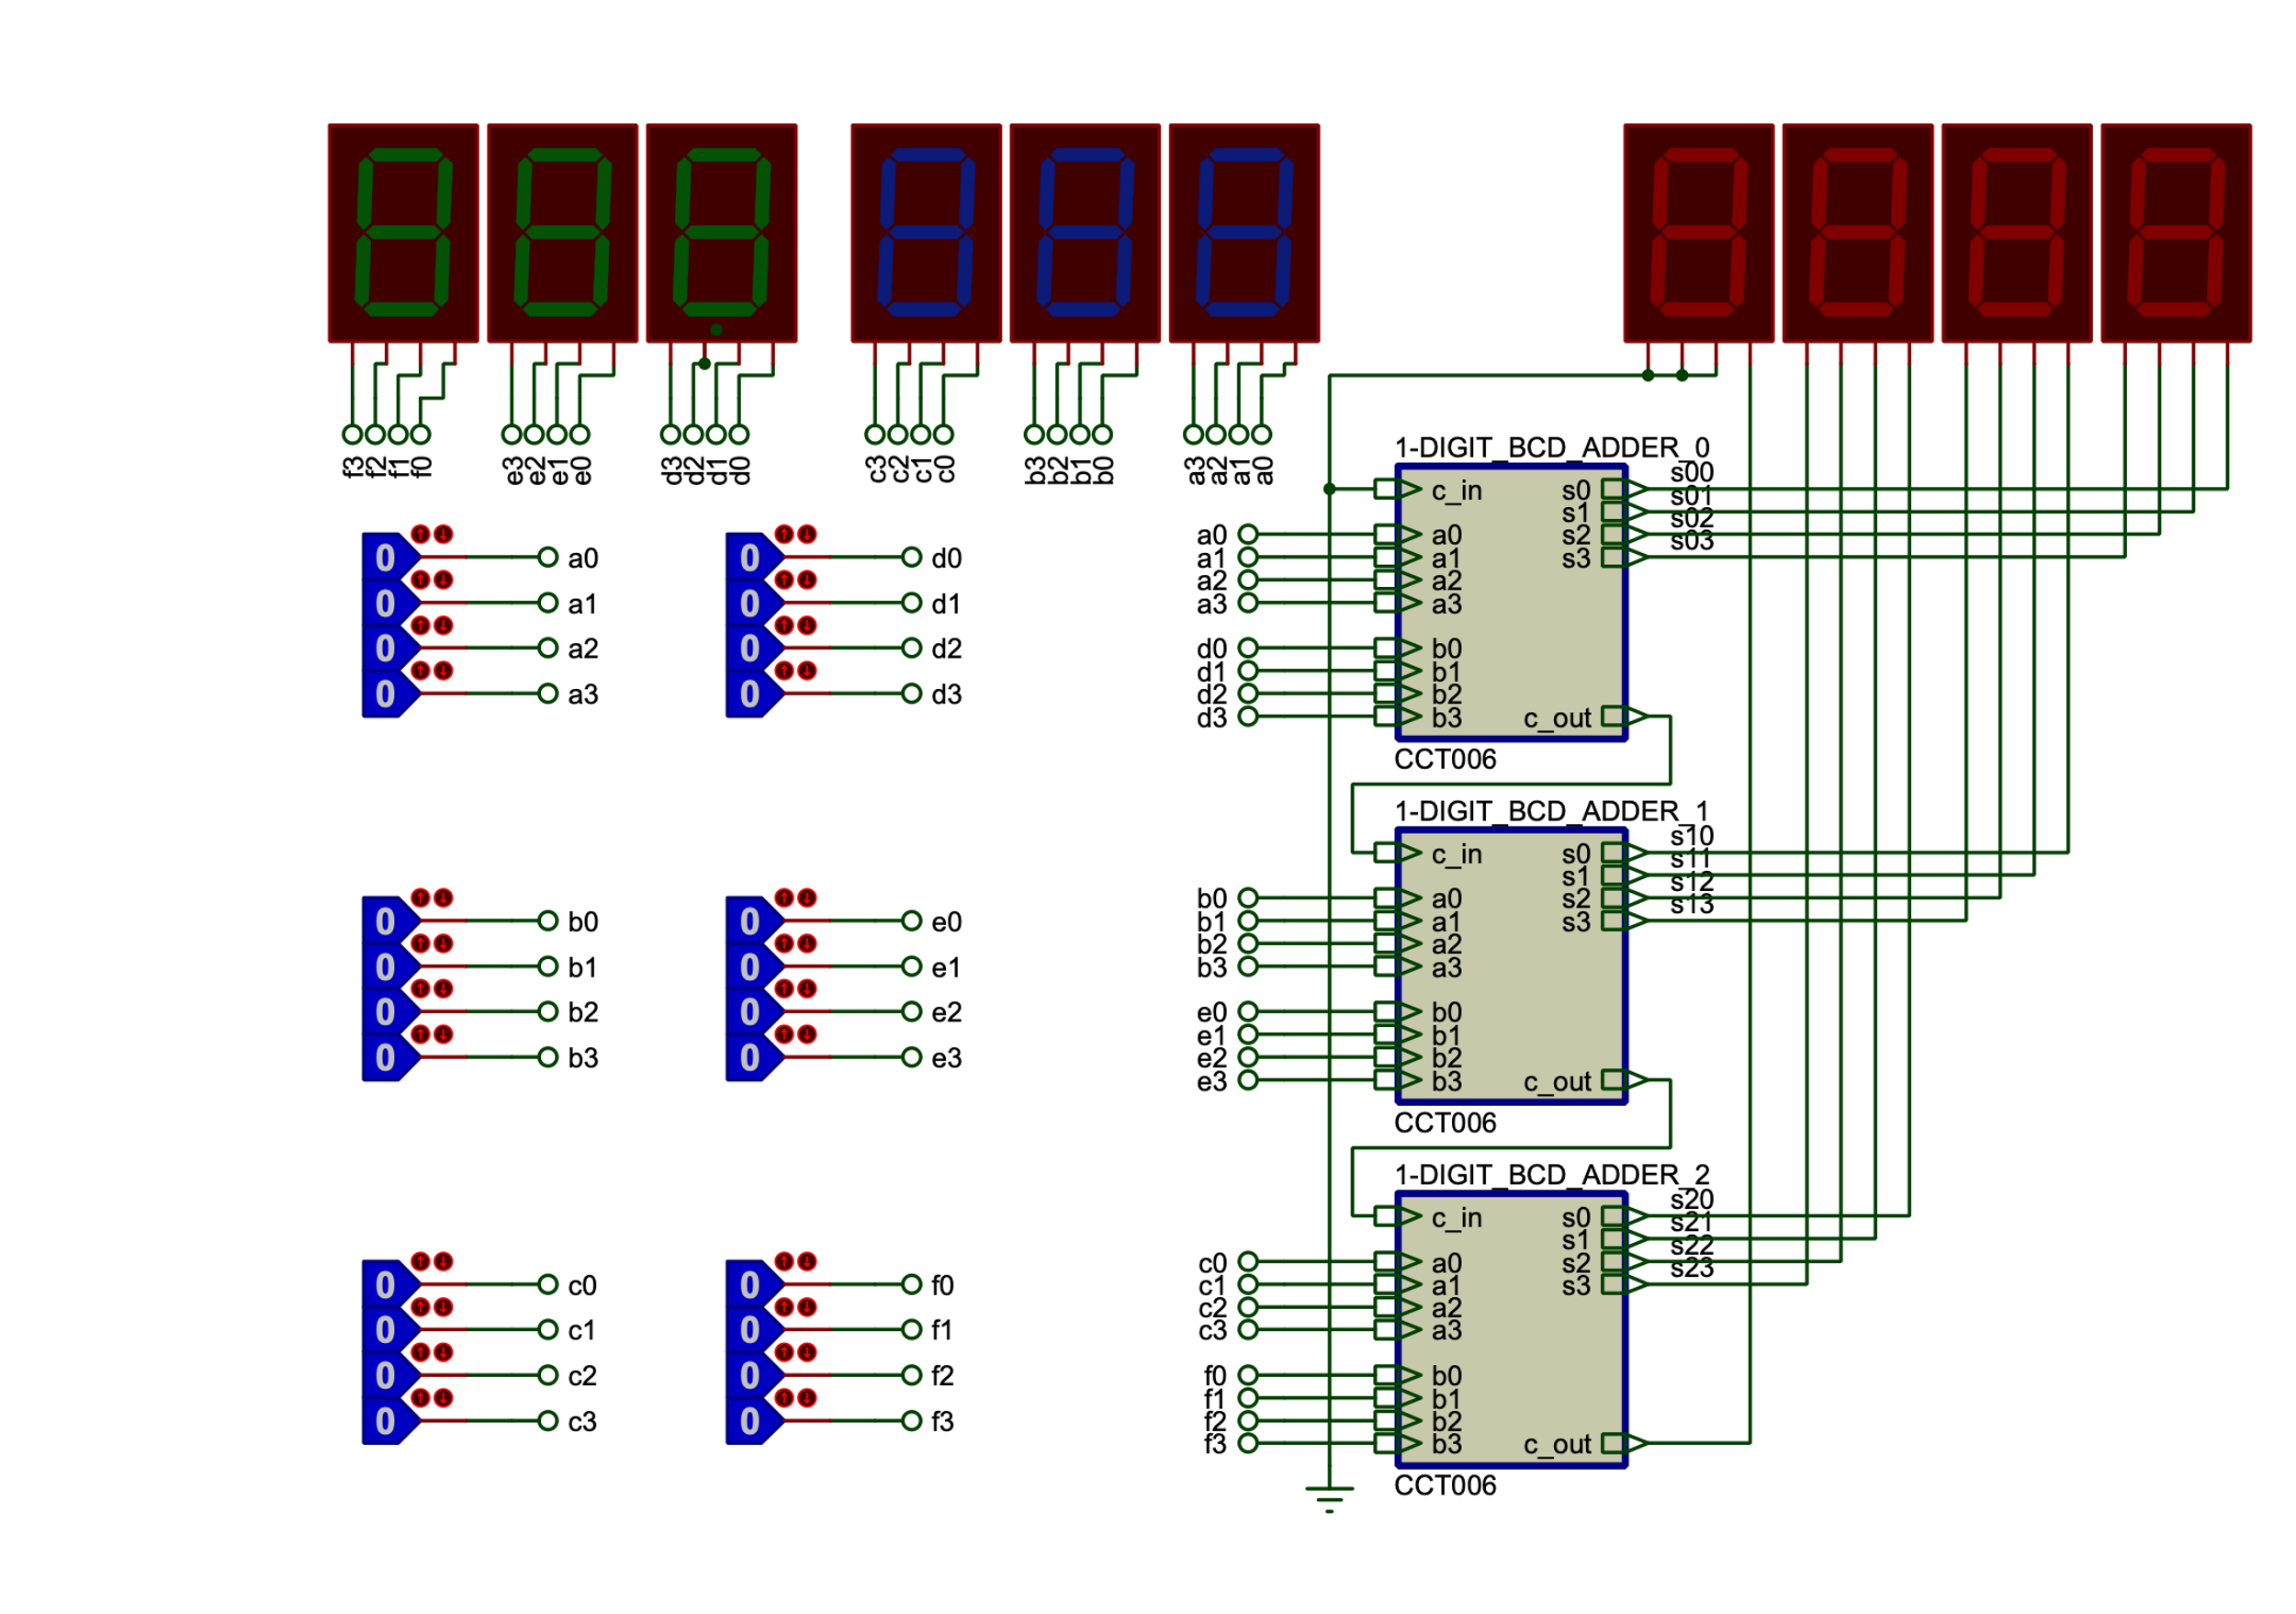 f3 f2 f1 f0 e3 e2 e1 e0 d3 d2 d1 d0 c3 c2 c1 c0 b3 b2 b1 b0 a3 a2 a1 a0
0 a0
0 a1
0 a2
0 a3
0 d0
0 d1
0 d2
0 d3
0 b0
0 b1
0 b2
0 b3
0 e0
0 e1
0 e2
0 e3
0 c0
0 c1
0 c2
0 c3
0 f0
0 f1
0 f2
0 f3
1-DIGIT_BCD_ADDER_0
c_in s0 s00
s1 s01
a0 a0 s2 s02
a1 a1 s3 s03
a2 a2
a3 a3
d0 b0
d1 b1
d2 b2
d3 b3 c_out
CCT006
1-DIGIT_BCD_ADDER_1
c_in s0 s10
s1 s11
b0 a0 s2 s12
b1 a1 s3 s13
b2 a2
b3 a3
e0 b0
e1 b1
e2 b2
e3 b3 c_out
CCT006
1-DIGIT_BCD_ADDER_2
c_in s0 s20
s1 s21
c0 a0 s2 s22
c1 a1 s3 s23
c2 a2
c3 a3
f0 b0
f1 b1
f2 b2
f3 b3 c_out
CCT006